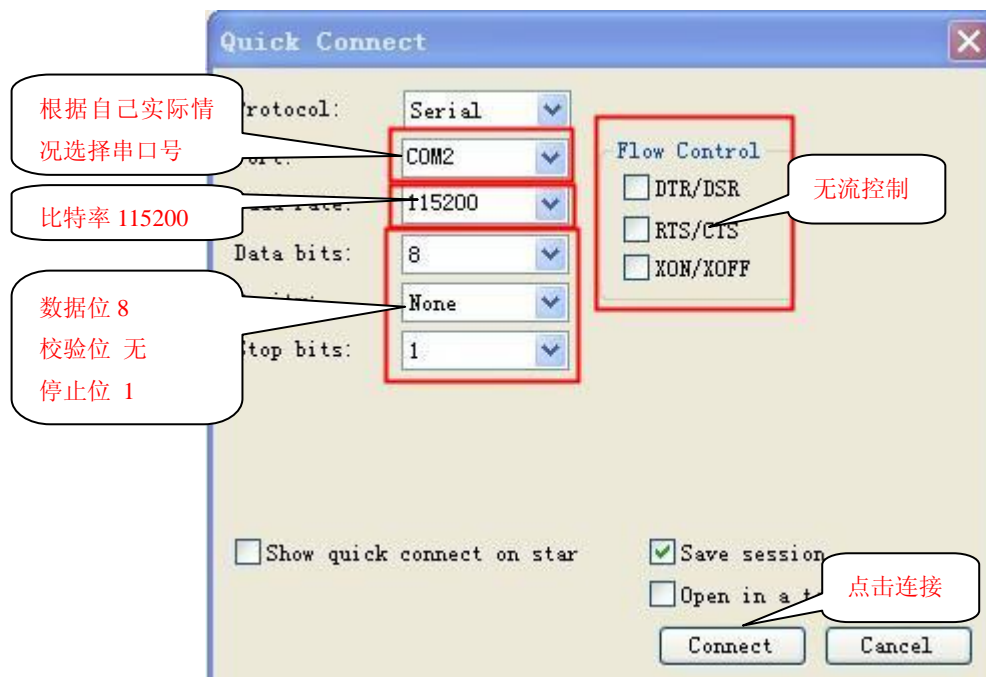 Quick Connect
根据自己实际情
况选择串口号
rotocol:
Serial
COM2
比特率 115200
115200
Data bits:
8
数据位 8
校验位 无
停止位 1
None
top bits:
1
Flow Control
DTR/DSR
RTS/CTS
XON/XOFF
无流控制
Show quick connect on star
Save session
Open in a t
点击连接
Connect
Cancel